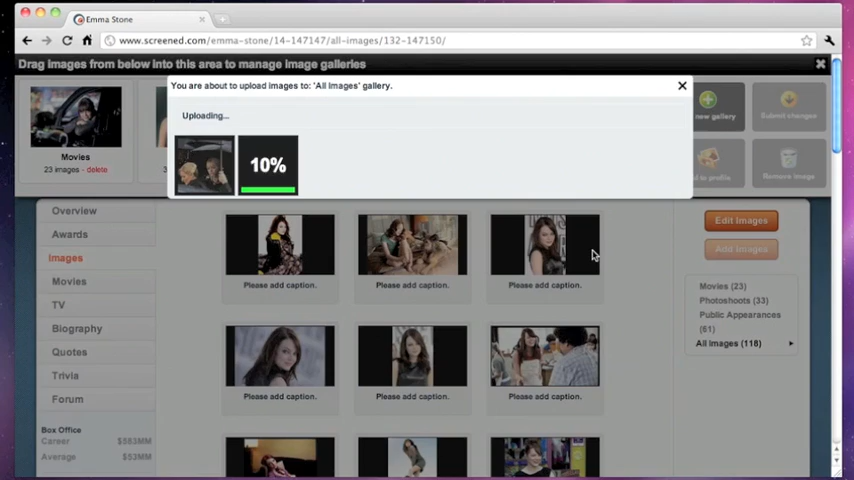 Emma Stone
www.screened.com/emma-stone/14-147147/all-images/132-147150/
Drag images from below into this area to manage image galleries
You are about to upload images to: 'All Images' gallery.
Uploading...
10%
Movies
23 images - delete
new gallery
Submit changes
to profile
Remove image
Overview
Awards
Images
Movies
TV
Biography
Quotes
Trivia
Forum
Box Office
Career $583MM
Average $53MM
Please add caption.
Please add caption.
Please add caption.
Please add caption.
Please add caption.
Please add caption.
Edit Images
Add Images
Movies (23)
Photoshoots (33)
Public Appearances
(61)
All Images (118)